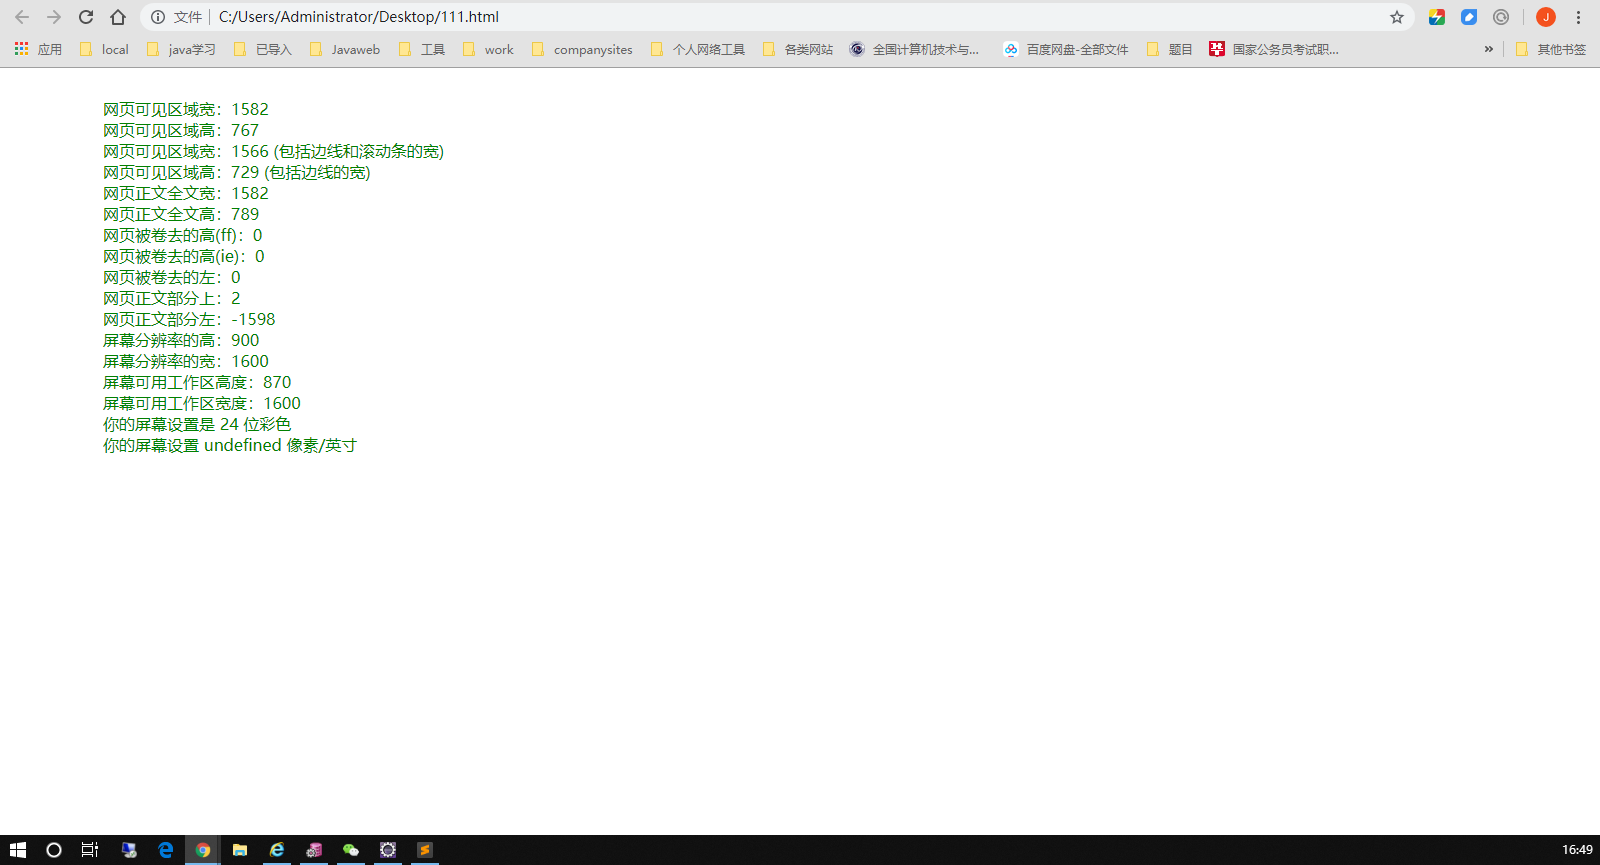 文件 C:/Users/Administrator/Desktop/111.html
J
应用 local java学习 已导入 Javaweb 工具 work companysites 个人网络工具 各类网站 全国计算机技术与... 百度网盘-全部文件 题目 国家公务员考试职... » 其他书签
网页可见区域宽：1582
网页可见区域高：767
网页可见区域宽：1566 (包括边线和滚动条的宽)
网页可见区域高：729 (包括边线的宽)
网页正文全文宽：1582
网页正文全文高：789
网页被卷去的高(ff)：0
网页被卷去的高(ie)：0
网页被卷去的左：0
网页正文部分上：2
网页正文部分左：-1598
屏幕分辨率的高：900
屏幕分辨率的宽：1600
屏幕可用工作区高度：870
屏幕可用工作区宽度：1600
你的屏幕设置是 24 位彩色
你的屏幕设置 undefined 像素/英寸
16:49